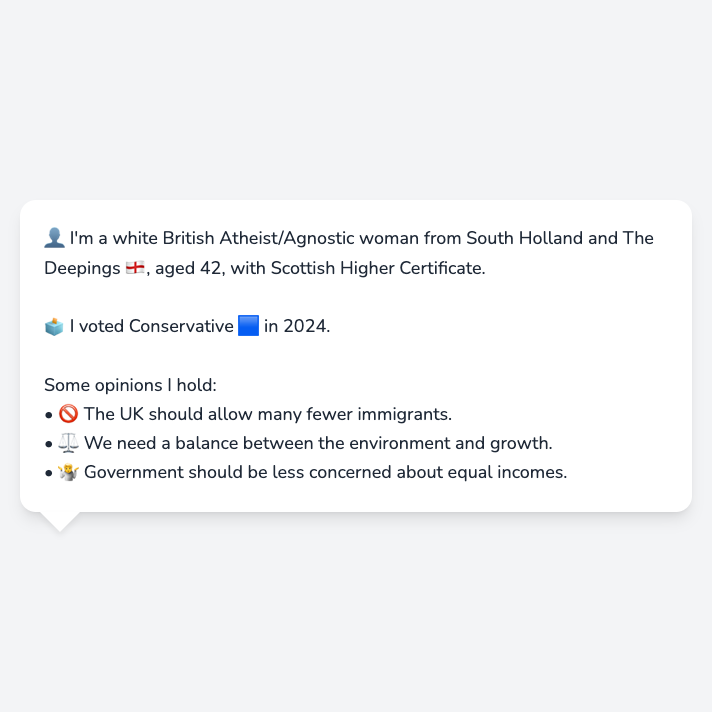 👤 I'm a white British Atheist/Agnostic woman from South Holland and The
Deepings 🏴󠁧󠁢󠁥󠁮󠁧󠁿, aged 42, with Scottish Higher Certificate.
🗳️ I voted Conservative 🟦 in 2024.
Some opinions I hold:
• 🚫 The UK should allow many fewer immigrants.
• ⚖️ We need a balance between the environment and growth.
• 🤷 Government should be less concerned about equal incomes.